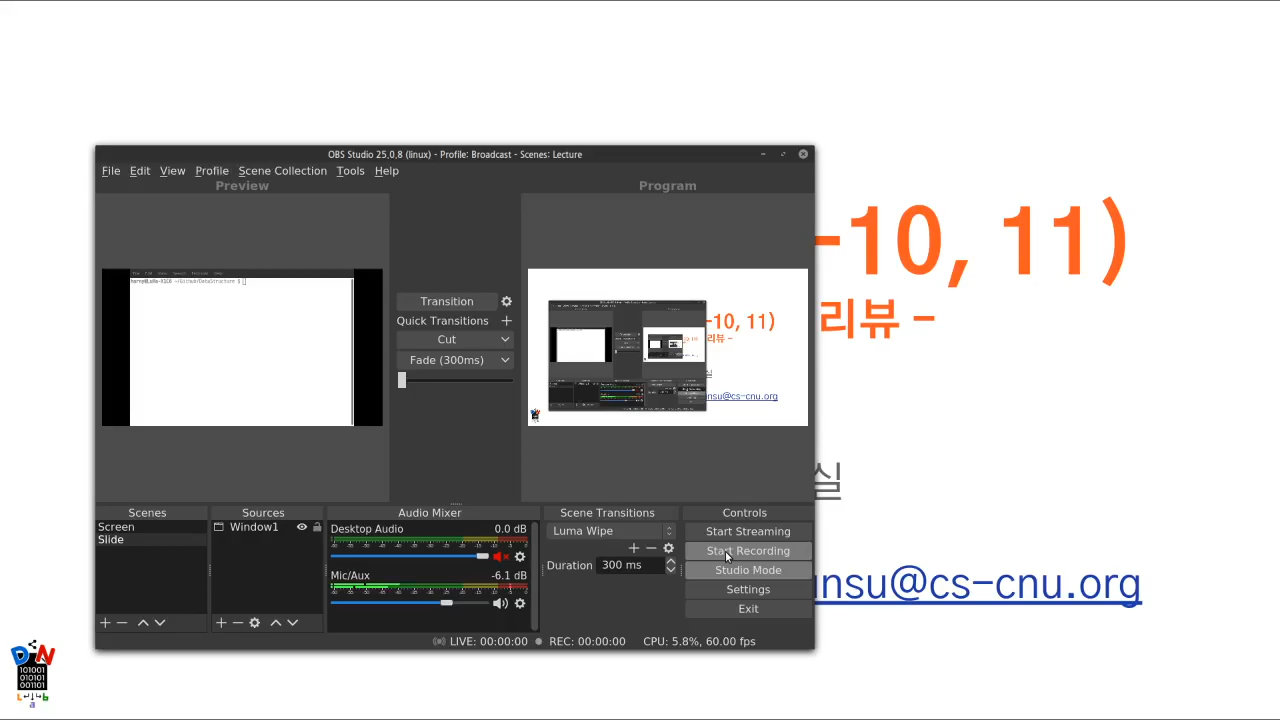 -10, 11)
리뷰 -
실
unsu@cs-cnu.org
OBS Studio 25.0.8 (linux) - Profile: Broadcast - Scenes: Lecture
File Edit View Profile Scene Collection Tools Help
Preview
Program
-10, 11)
리뷰 -
nsu@cs-cnu.org
Transition
Quick Transitions
Cut
Fade (300ms)
Scenes
Screen
Slide
Sources
Window1
Audio Mixer
Desktop Audio 0.0 dB
Mic/Aux -6.1 dB
Scene Transitions
Luma Wipe
Duration 300 ms
Controls
Start Streaming
Start Recording
Studio Mode
Settings
Exit
LIVE: 00:00:00 REC: 00:00:00 CPU: 5.8%, 60.00 fps
101001
010101
001101